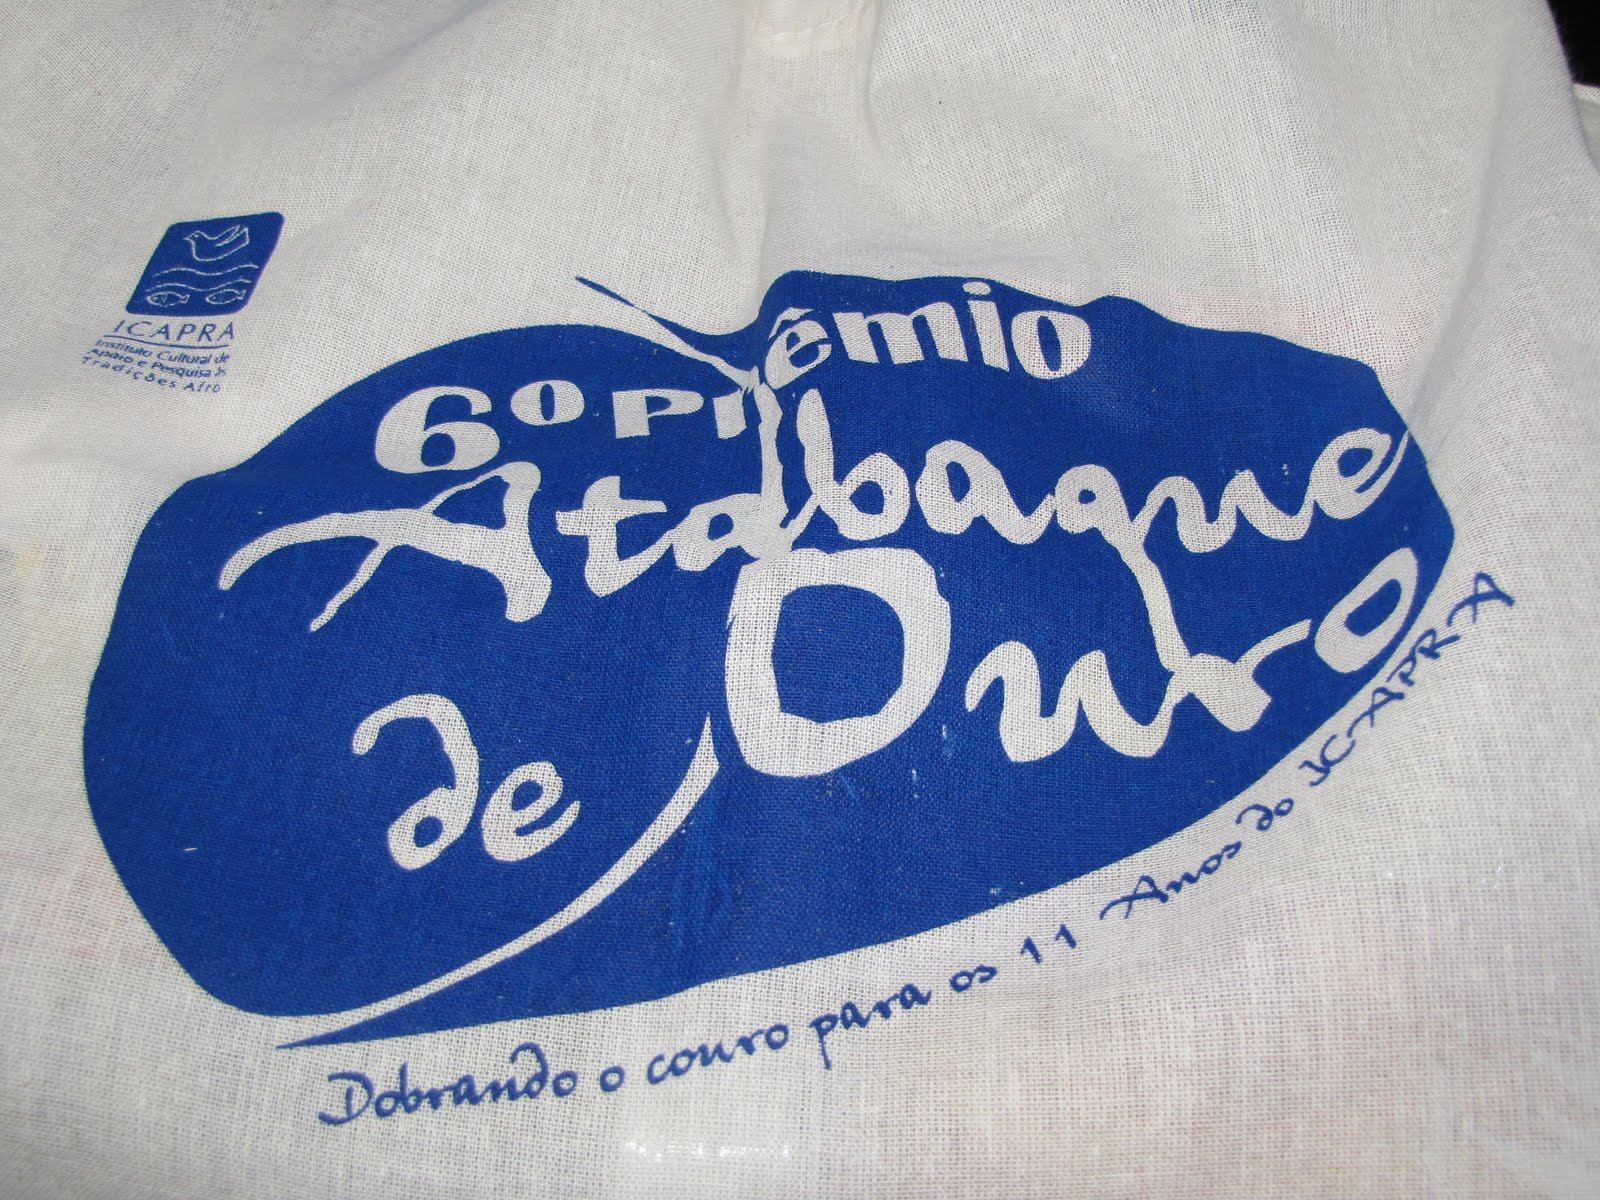 ICAPRA
Instituto Cultural de
Apoio e Pesquisa às
Tradições Afro
6º Prêmio
Atabaque
de Ouro
Dobrando o couro para os 11 Anos do ICAPRA